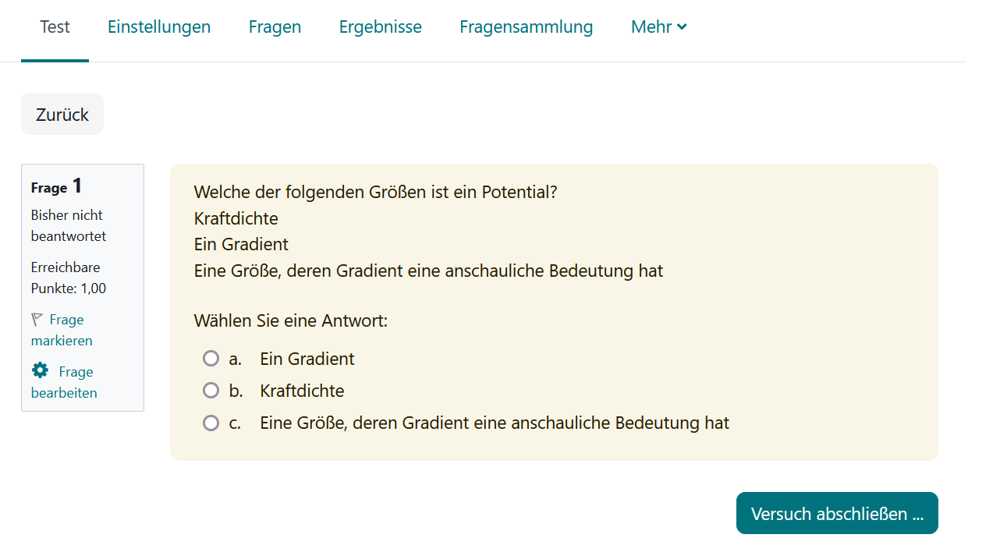 Test Einstellungen Fragen Ergebnisse Fragensammlung Mehr
Zurück
Frage 1
Bisher nicht
beantwortet
Erreichbare
Punkte: 1,00
Frage
markieren
Frage
bearbeiten
Welche der folgenden Größen ist ein Potential?
Kraftdichte
Ein Gradient
Eine Größe, deren Gradient eine anschauliche Bedeutung hat
Wählen Sie eine Antwort:
a. Ein Gradient
b. Kraftdichte
c. Eine Größe, deren Gradient eine anschauliche Bedeutung hat
Versuch abschließen ...